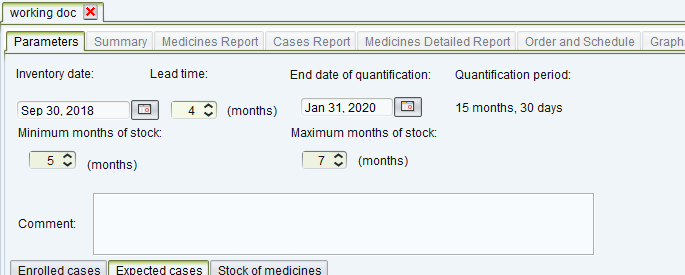 working doc
Parameters Summary Medicines Report Cases Report Medicines Detailed Report Order and Schedule Graph
Inventory date: Lead time: End date of quantification: Quantification period:
Sep 30, 2018 4 (months) Jan 31, 2020 15 months, 30 days
Minimum months of stock: Maximum months of stock:
5 (months) 7 (months)
Comment:
Enrolled cases Expected cases Stock of medicines